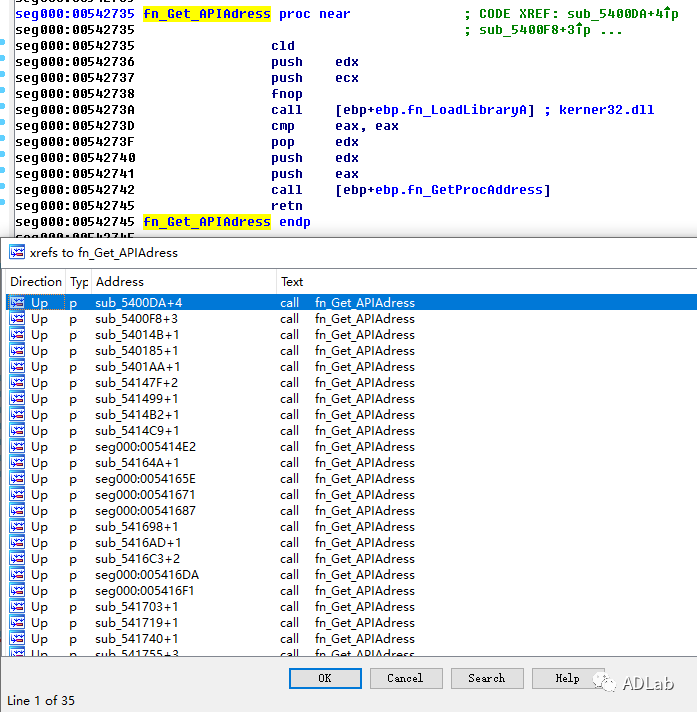 seg000:00542735 fn_Get_APIAdress proc near ; CODE XREF: sub_5400DA+4↑p
seg000:00542735 ; sub_5400F8+3↑p ...
seg000:00542735 cld
seg000:00542736 push edx
seg000:00542737 push ecx
seg000:00542738 fnop
seg000:0054273A call [ebp+ebp.fn_LoadLibraryA] ; kerner32.dll
seg000:0054273D cmp eax, eax
seg000:0054273F pop edx
seg000:00542740 push edx
seg000:00542741 push eax
seg000:00542742 call [ebp+ebp.fn_GetProcAddress]
seg000:00542745 retn
seg000:00542745 fn_Get_APIAdress endp
xrefs to fn_Get_APIAdress
Direction Typ Address Text
Up p sub_5400DA+4 call fn_Get_APIAdress
Up p sub_5400F8+3 call fn_Get_APIAdress
Up p sub_54014B+1 call fn_Get_APIAdress
Up p sub_540185+1 call fn_Get_APIAdress
Up p sub_5401AA+1 call fn_Get_APIAdress
Up p sub_54147F+2 call fn_Get_APIAdress
Up p sub_541499+1 call fn_Get_APIAdress
Up p sub_5414B2+1 call fn_Get_APIAdress
Up p sub_5414C9+1 call fn_Get_APIAdress
Up p seg000:005414E2 call fn_Get_APIAdress
Up p sub_54164A+1 call fn_Get_APIAdress
Up p seg000:0054165E call fn_Get_APIAdress
Up p seg000:00541671 call fn_Get_APIAdress
Up p seg000:00541687 call fn_Get_APIAdress
Up p sub_541698+1 call fn_Get_APIAdress
Up p sub_5416AD+1 call fn_Get_APIAdress
Up p sub_5416C3+2 call fn_Get_APIAdress
Up p seg000:005416DA call fn_Get_APIAdress
Up p seg000:005416F1 call fn_Get_APIAdress
Up p sub_541703+1 call fn_Get_APIAdress
Up p sub_541719+1 call fn_Get_APIAdress
Up p sub_541740+1 call fn_Get_APIAdress
Up p sub_541755+3 call fn_Get_APIAdress
OK Cancel Search Help
ADLab
Line 1 of 35